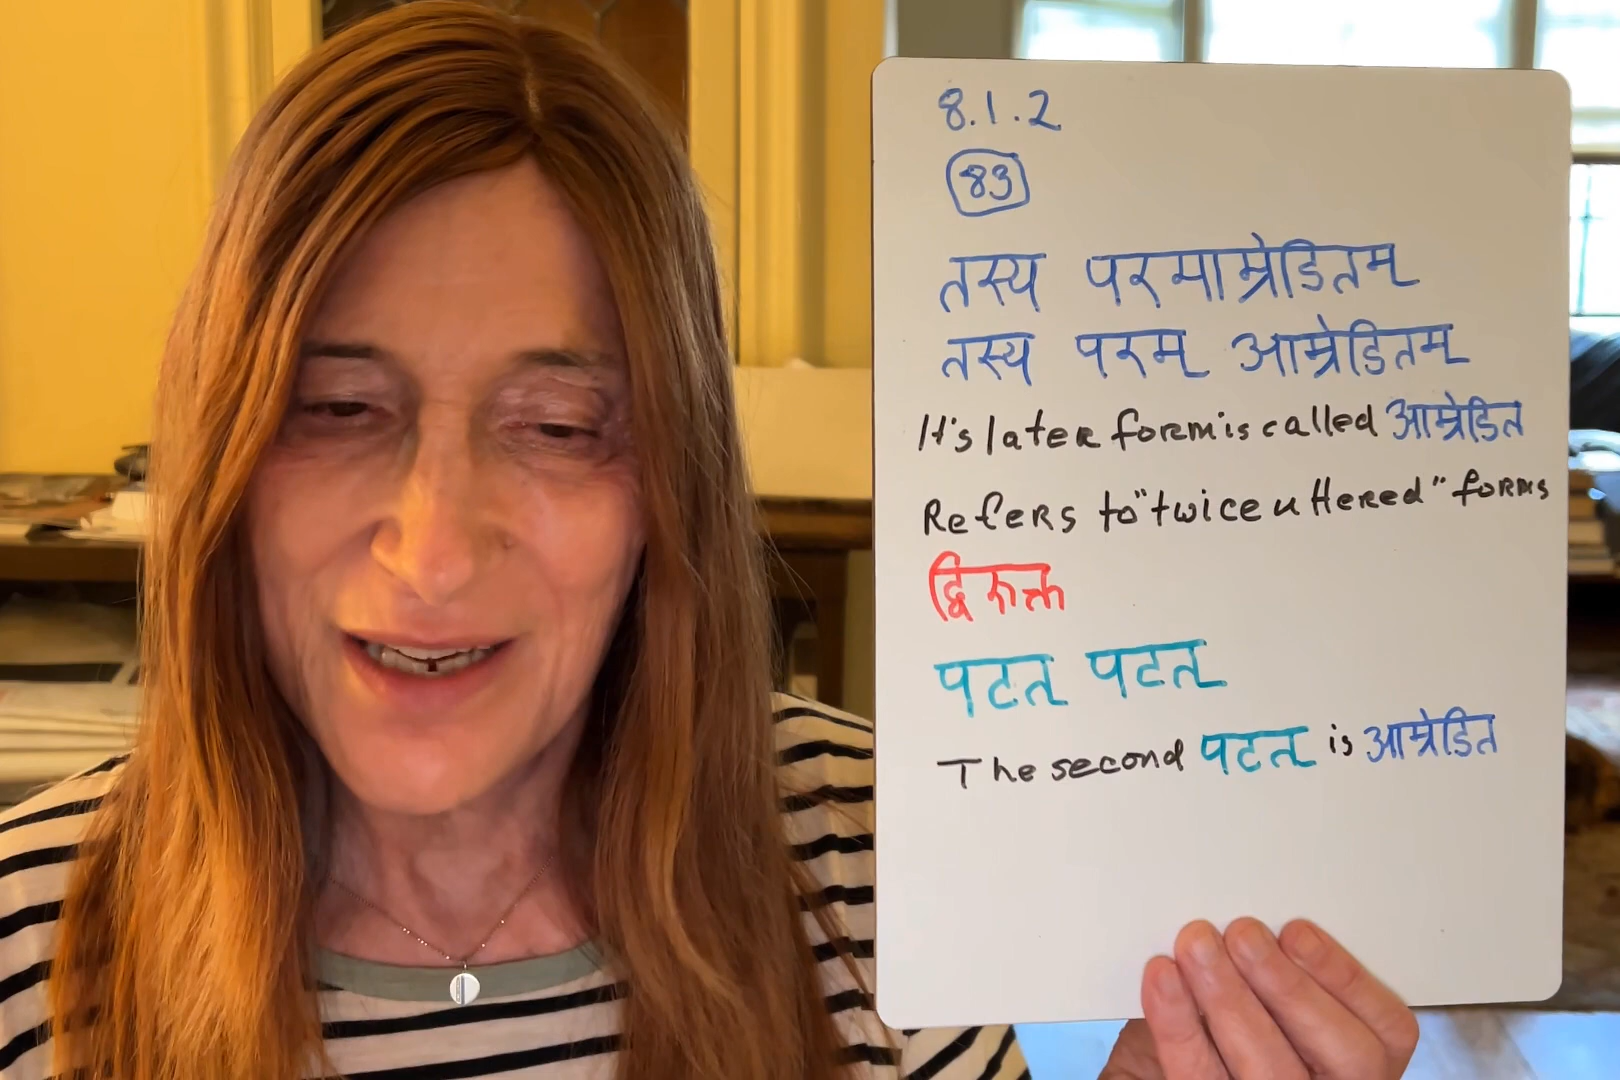 8.1.2
83
तस्य परमाम्रेडितम्
तस्य परम् आम्रेडितम्
It's later form is called आम्रेडित
Refers to "twice uttered" forms
द्विरुक्त
पटत् पटत्
The second पटत् is आम्रेडित